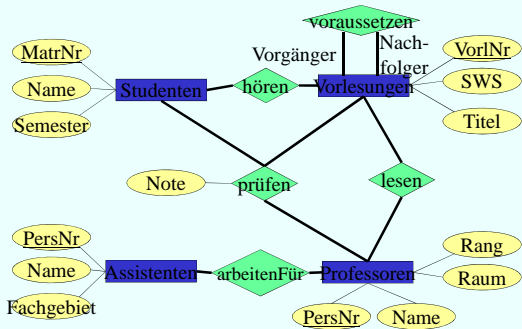 voraussetzen
MatrNr
Vorgänger
Nach-
folger
VorlNr
Name
Studenten
hören
Vorlesungen
SWS
Semester
Titel
Note
prüfen
lesen
PersNr
Name
Assistenten
arbeitenFür
Professoren
Rang
Raum
Fachgebiet
PersNr
Name